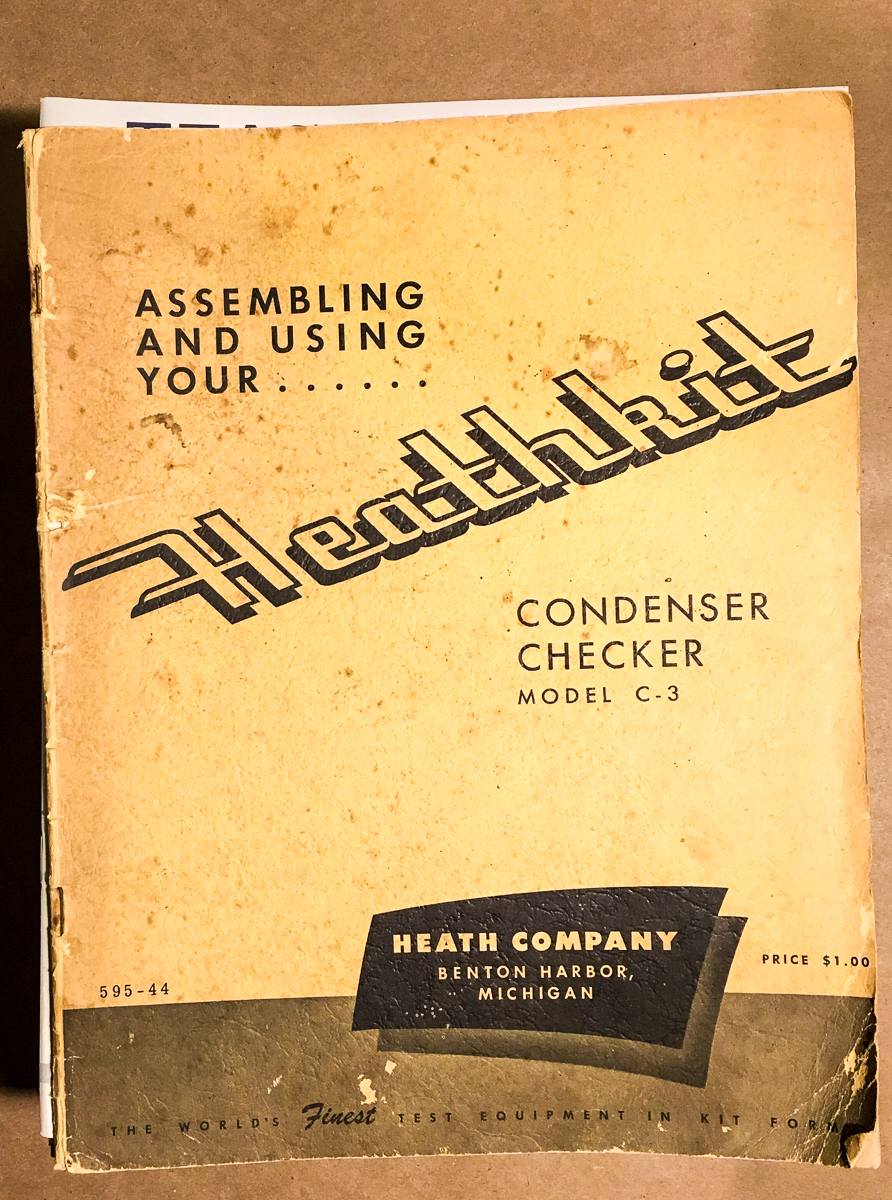 ASSEMBLING
AND USING
YOUR . . . . . .
Heathkit
CONDENSER
CHECKER
MODEL C-3
HEATH COMPANY
BENTON HARBOR,
MICHIGAN
PRICE $1.00
595-44
THE WORLD'S Finest TEST EQUIPMENT IN KIT FORM